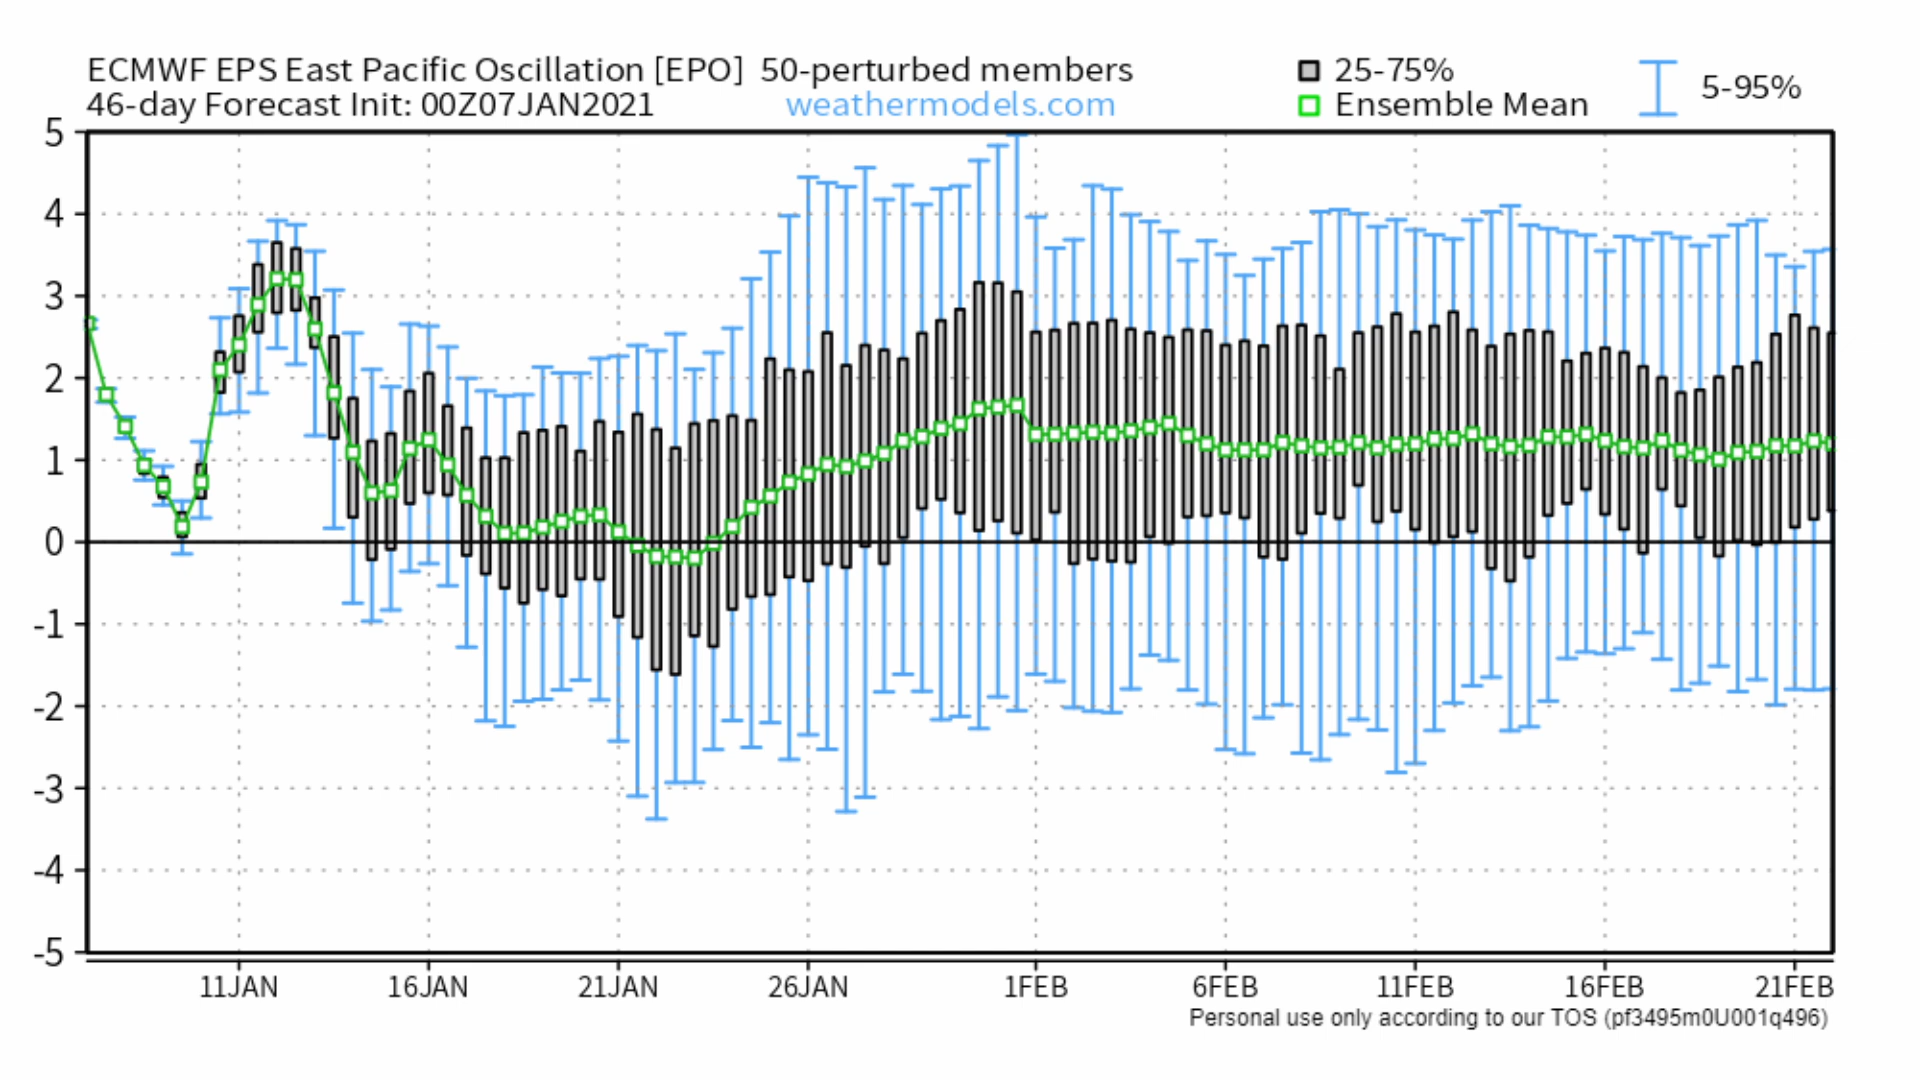 ECMWF EPS East Pacific Oscillation [EPO] 50-perturbed members
46-day Forecast Init: 00Z07JAN2021 weathermodels.com
25-75%
Ensemble Mean
5-95%
5
4
3
2
1
0
-1
-2
-3
-4
-5
11JAN 16JAN 21JAN 26JAN 1FEB 6FEB 11FEB 16FEB 21FEB
Personal use only according to our TOS (pf3495m0U001q496)